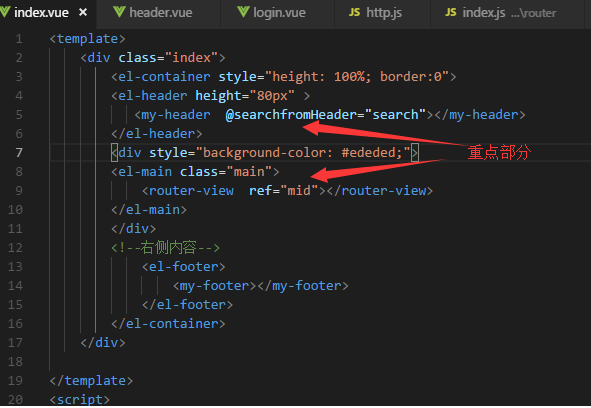 index.vue × header.vue login.vue JS http.js JS index.js ...\router
1 <template>
2 <div class="index">
3 <el-container style="height: 100%; border:0">
4 <el-header height="80px" >
5 <my-header  @searchfromHeader="search"></my-header>
6 </el-header>
7 <div style="background-color: #ededed;">
重点部分
8 <el-main class="main">
9 <router-view  ref="mid"></router-view>
10 </el-main>
11 </div>
12 <!--右侧内容-->
13 <el-footer>
14 <my-footer></my-footer>
15 </el-footer>
16 </el-container>
17 </div>
18
19 </template>
20 <script>